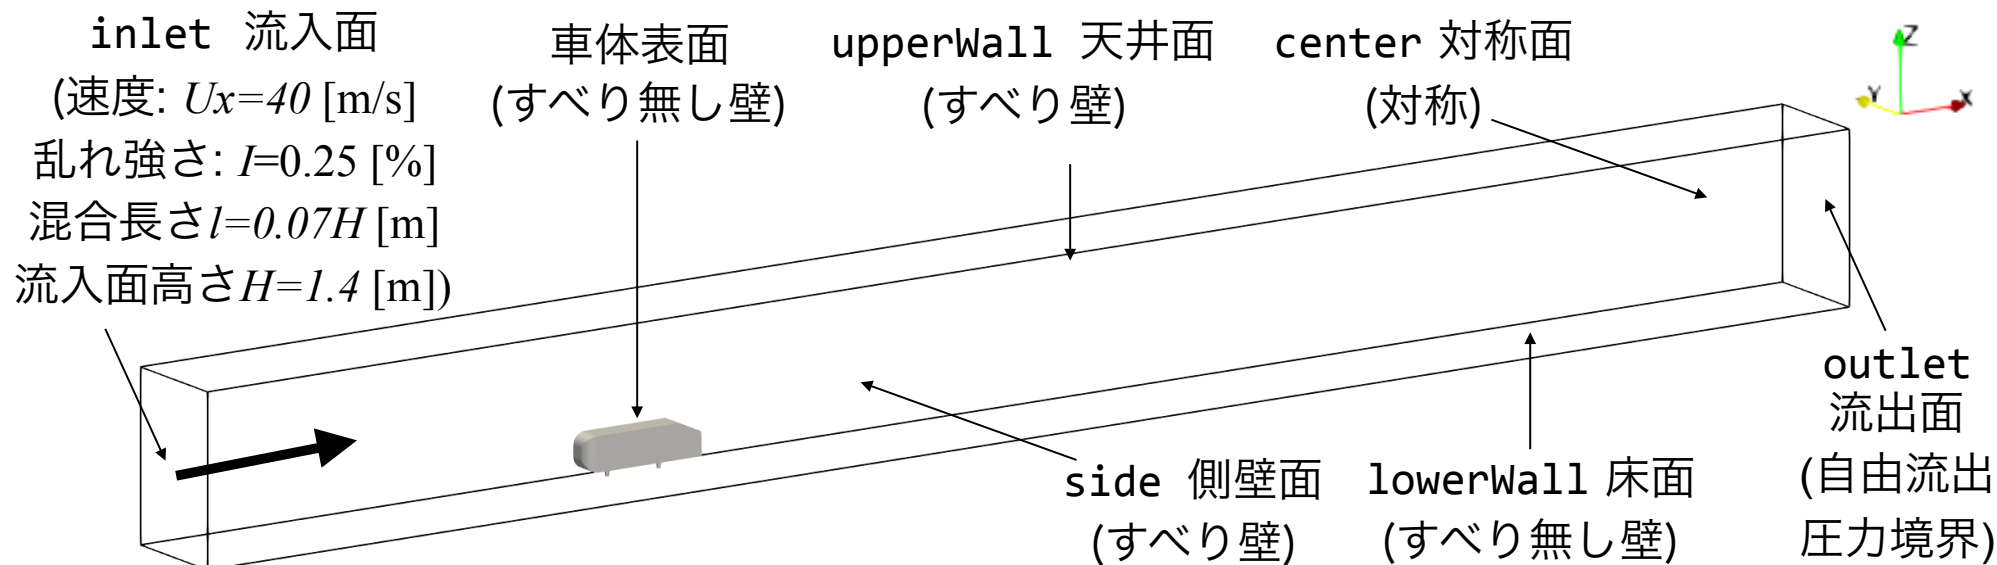 inlet 流入面
(速度: Ux=40 [m/s]
乱れ強さ: I=0.25 [%]
混合長さl=0.07H [m]
流入面高さH=1.4 [m])
車体表面
(すべり無し壁)
upperWall 天井面
(すべり壁)
center 対称面
(対称)
Z
Y
X
side 側壁面
(すべり壁)
lowerWall 床面
(すべり無し壁)
outlet
流出面
(自由流出
圧力境界)